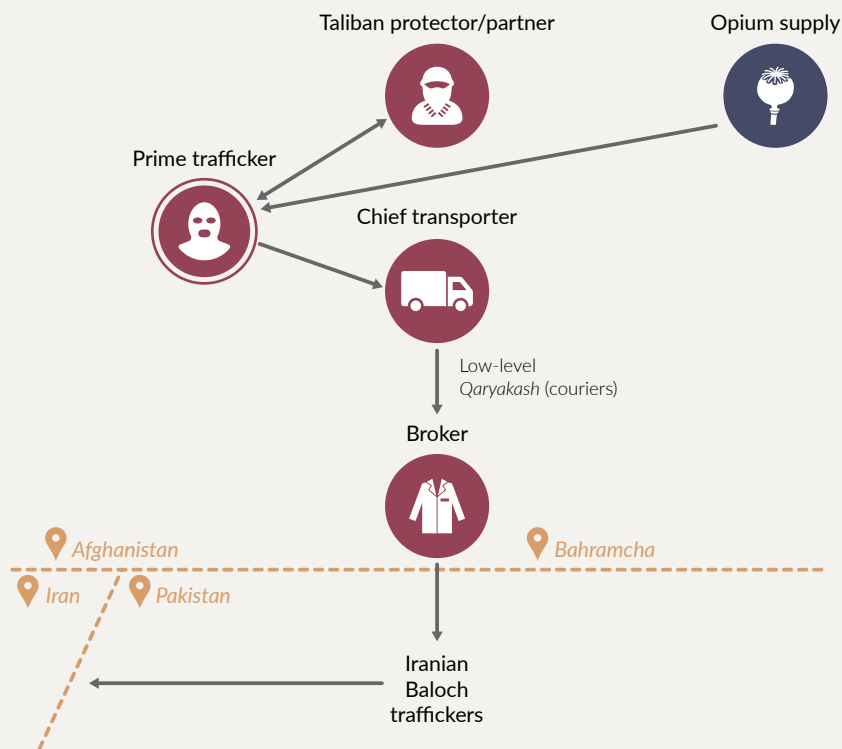 Taliban protector/partner
Opium supply
Prime trafficker
Chief transporter
Low-level
Qaryakash (couriers)
Broker
Afghanistan
Bahramcha
Iran
Pakistan
Iranian
Baloch
traffickers